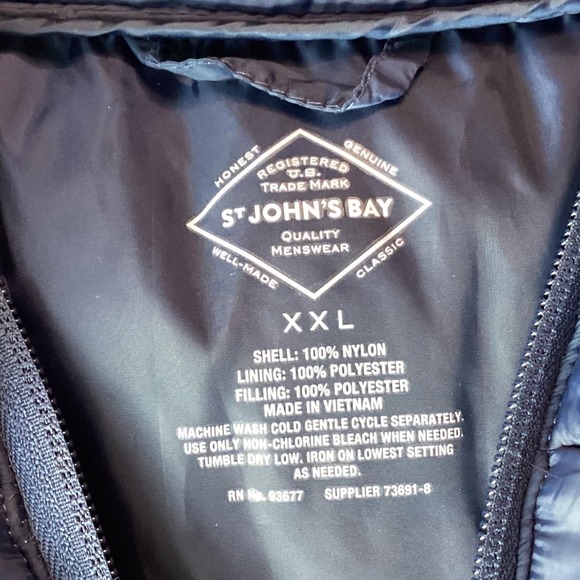 HONEST
GENUINE
REGISTERED
U.S.
TRADE MARK
ST JOHN'S BAY
QUALITY
MENSWEAR
WELL-MADE
CLASSIC
XXL
SHELL: 100% NYLON
LINING: 100% POLYESTER
FILLING: 100% POLYESTER
MADE IN VIETNAM
MACHINE WASH COLD GENTLE CYCLE SEPARATELY.
USE ONLY NON-CHLORINE BLEACH WHEN NEEDED.
TUMBLE DRY LOW. IRON ON LOWEST SETTING
AS NEEDED.
RN No. 93677 SUPPLIER 73691-8